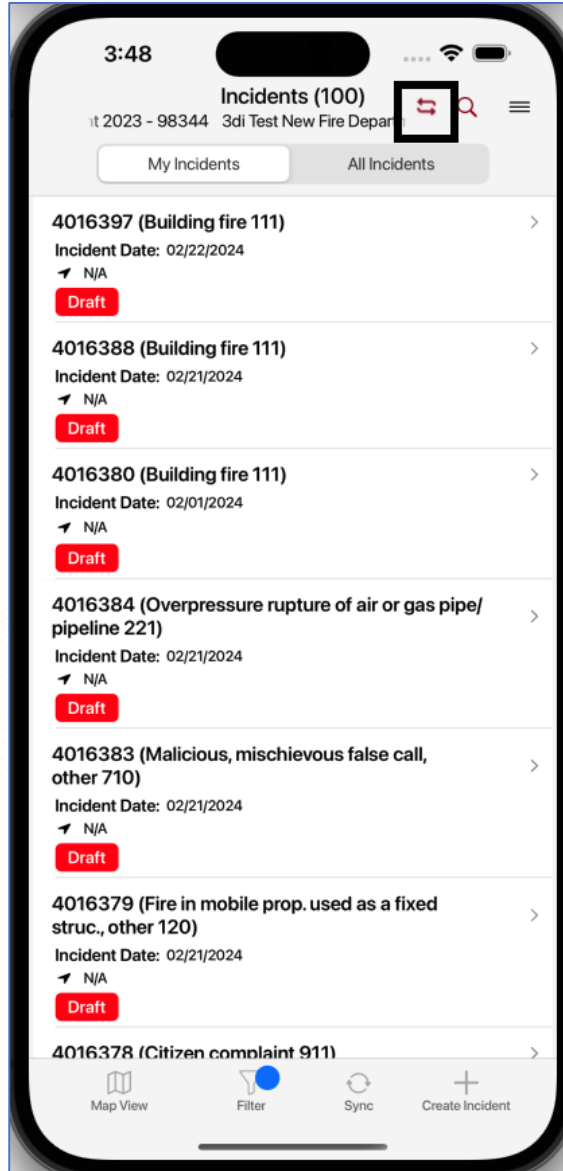 3:48
Incidents (100)
nt 2023 - 98344 3di Test New Fire Depart
My Incidents
All Incidents
4016397 (Building fire 111)
Incident Date: 02/22/2024
N/A
Draft
4016388 (Building fire 111)
Incident Date: 02/21/2024
N/A
Draft
4016380 (Building fire 111)
Incident Date: 02/01/2024
N/A
Draft
4016384 (Overpressure rupture of air or gas pipe/
pipeline 221)
Incident Date: 02/21/2024
N/A
Draft
4016383 (Malicious, mischievous false call,
other 710)
Incident Date: 02/21/2024
N/A
Draft
4016379 (Fire in mobile prop. used as a fixed
struc., other 120)
Incident Date: 02/21/2024
N/A
Draft
4016378 (Citizen complaint 911)
Map View
Filter
Sync
Create Incident